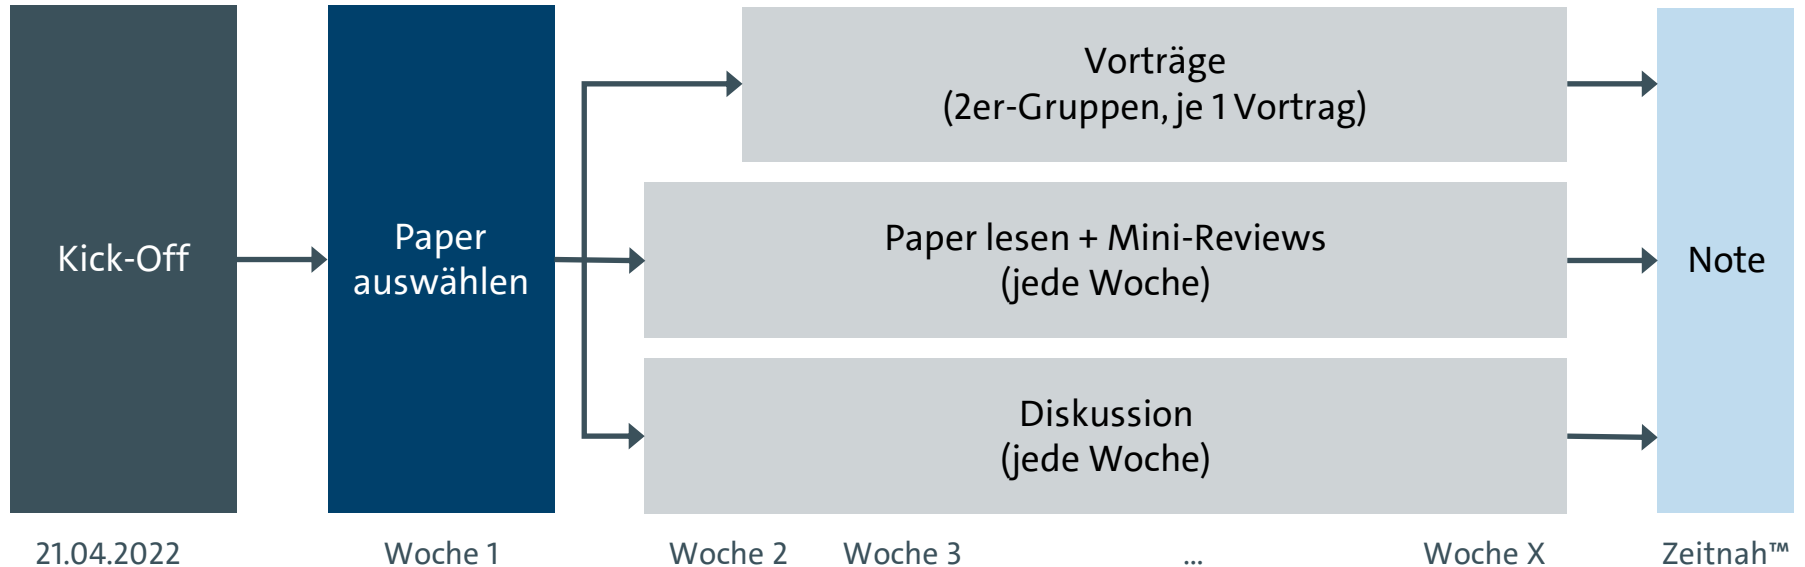 Kick-Off
Paper
auswählen
Vorträge
(2er-Gruppen, je 1 Vortrag)
Paper lesen + Mini-Reviews
(jede Woche)
Diskussion
(jede Woche)
Note
21.04.2022
Woche 1
Woche 2
Woche 3
...
Woche X
Zeitnah™